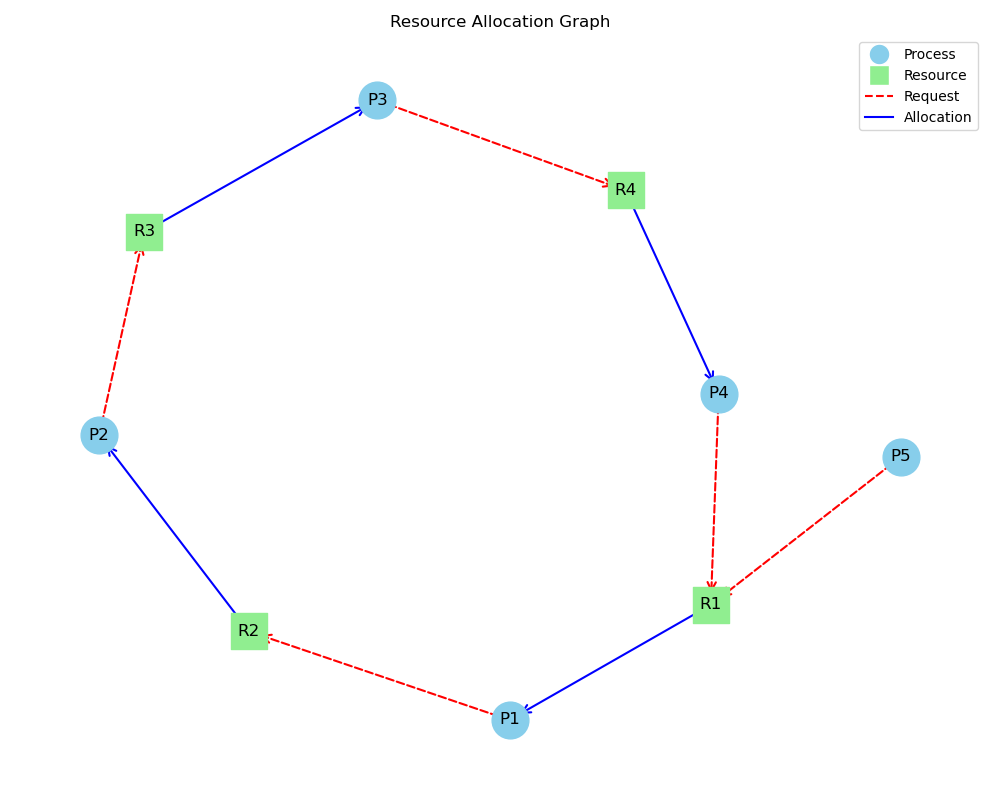 Resource Allocation Graph
Process
Resource
Request
Allocation
P3
R4
R3
P4
P2
P5
R1
R2
P1